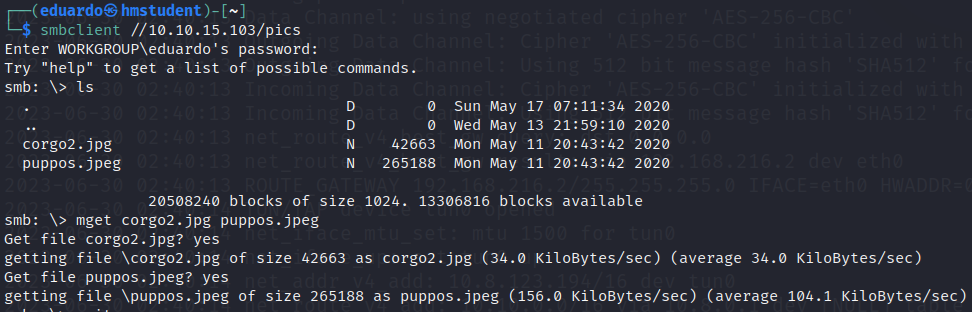 ┌──(eduardo㉿hmstudent)-[~]
└─$ smbclient //10.10.15.103/pics
Enter WORKGROUP\eduardo's password:
Try "help" to get a list of possible commands.
smb: \> ls
  .                                   D        0  Sun May 17 07:11:34 2020
  ..                                  D        0  Wed May 13 21:59:10 2020
  corgo2.jpg                          N    42663  Mon May 11 20:43:42 2020
  puppos.jpeg                         N   265188  Mon May 11 20:43:42 2020
                20508240 blocks of size 1024. 13306816 blocks available
smb: \> mget corgo2.jpg puppos.jpeg
Get file corgo2.jpg? yes
getting file \corgo2.jpg of size 42663 as corgo2.jpg (34.0 KiloBytes/sec) (average 34.0 KiloBytes/sec)
Get file puppos.jpeg? yes
getting file \puppos.jpeg of size 265188 as puppos.jpeg (156.0 KiloBytes/sec) (average 104.1 KiloBytes/sec)